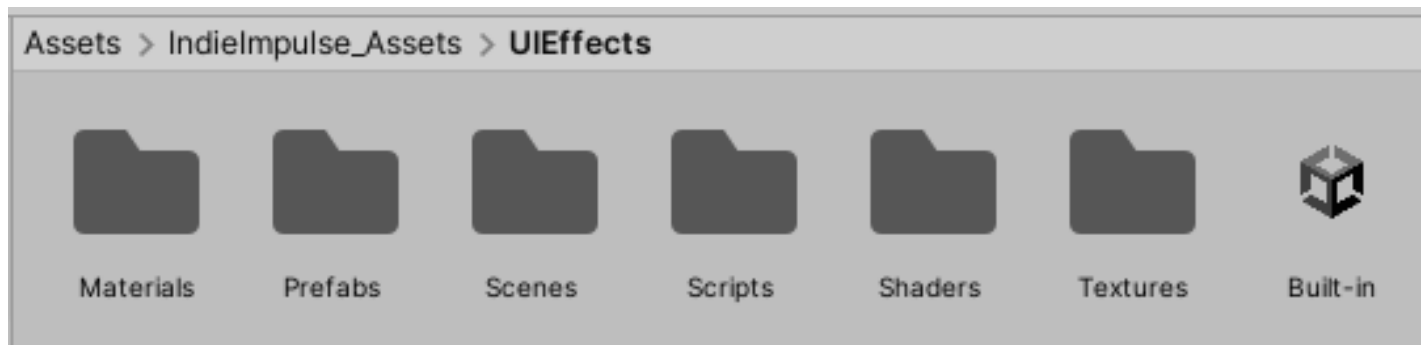 Assets > IndieImpulse_Assets > UIEffects
Materials Prefabs Scenes Scripts Shaders Textures Built-in